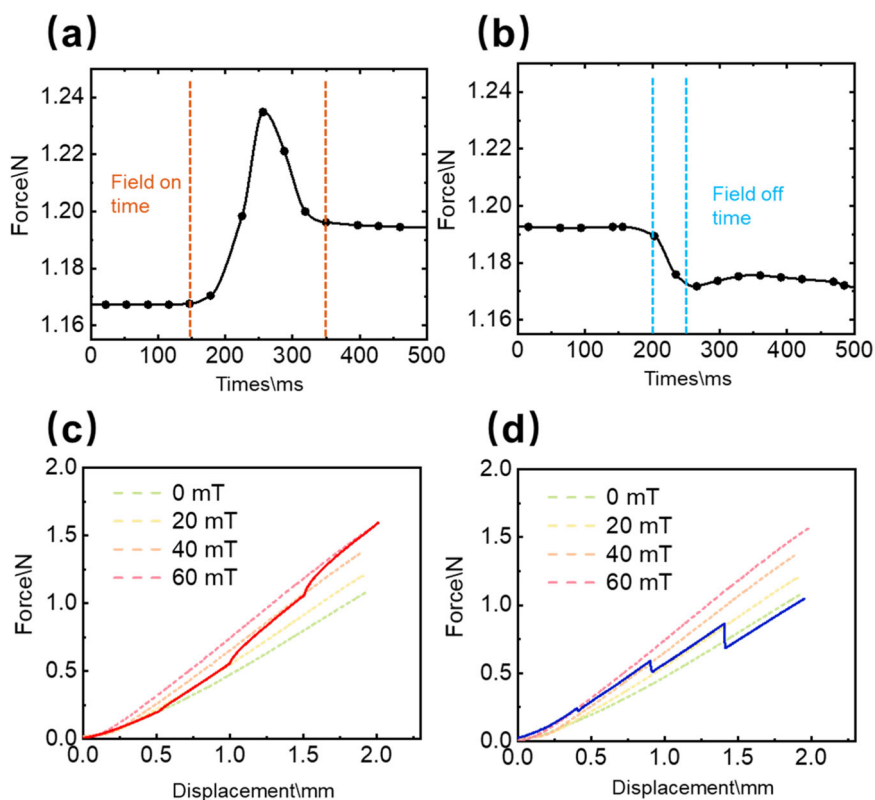 (a)
1.24
1.22
1.20
1.18
1.16
Force\N
Field on
time
0 100 200 300 400 500
Times\ms
(b)
1.24
1.22
1.20
1.18
1.16
Force\N
Field off
time
0 100 200 300 400 500
Times\ms
(c)
2.0
1.5
1.0
0.5
0.0
Force\N
0 mT
20 mT
40 mT
60 mT
0.0 0.5 1.0 1.5 2.0
Displacement\mm
(d)
2.0
1.5
1.0
0.5
0.0
Force\N
0 mT
20 mT
40 mT
60 mT
0.0 0.5 1.0 1.5 2.0
Displacement\mm